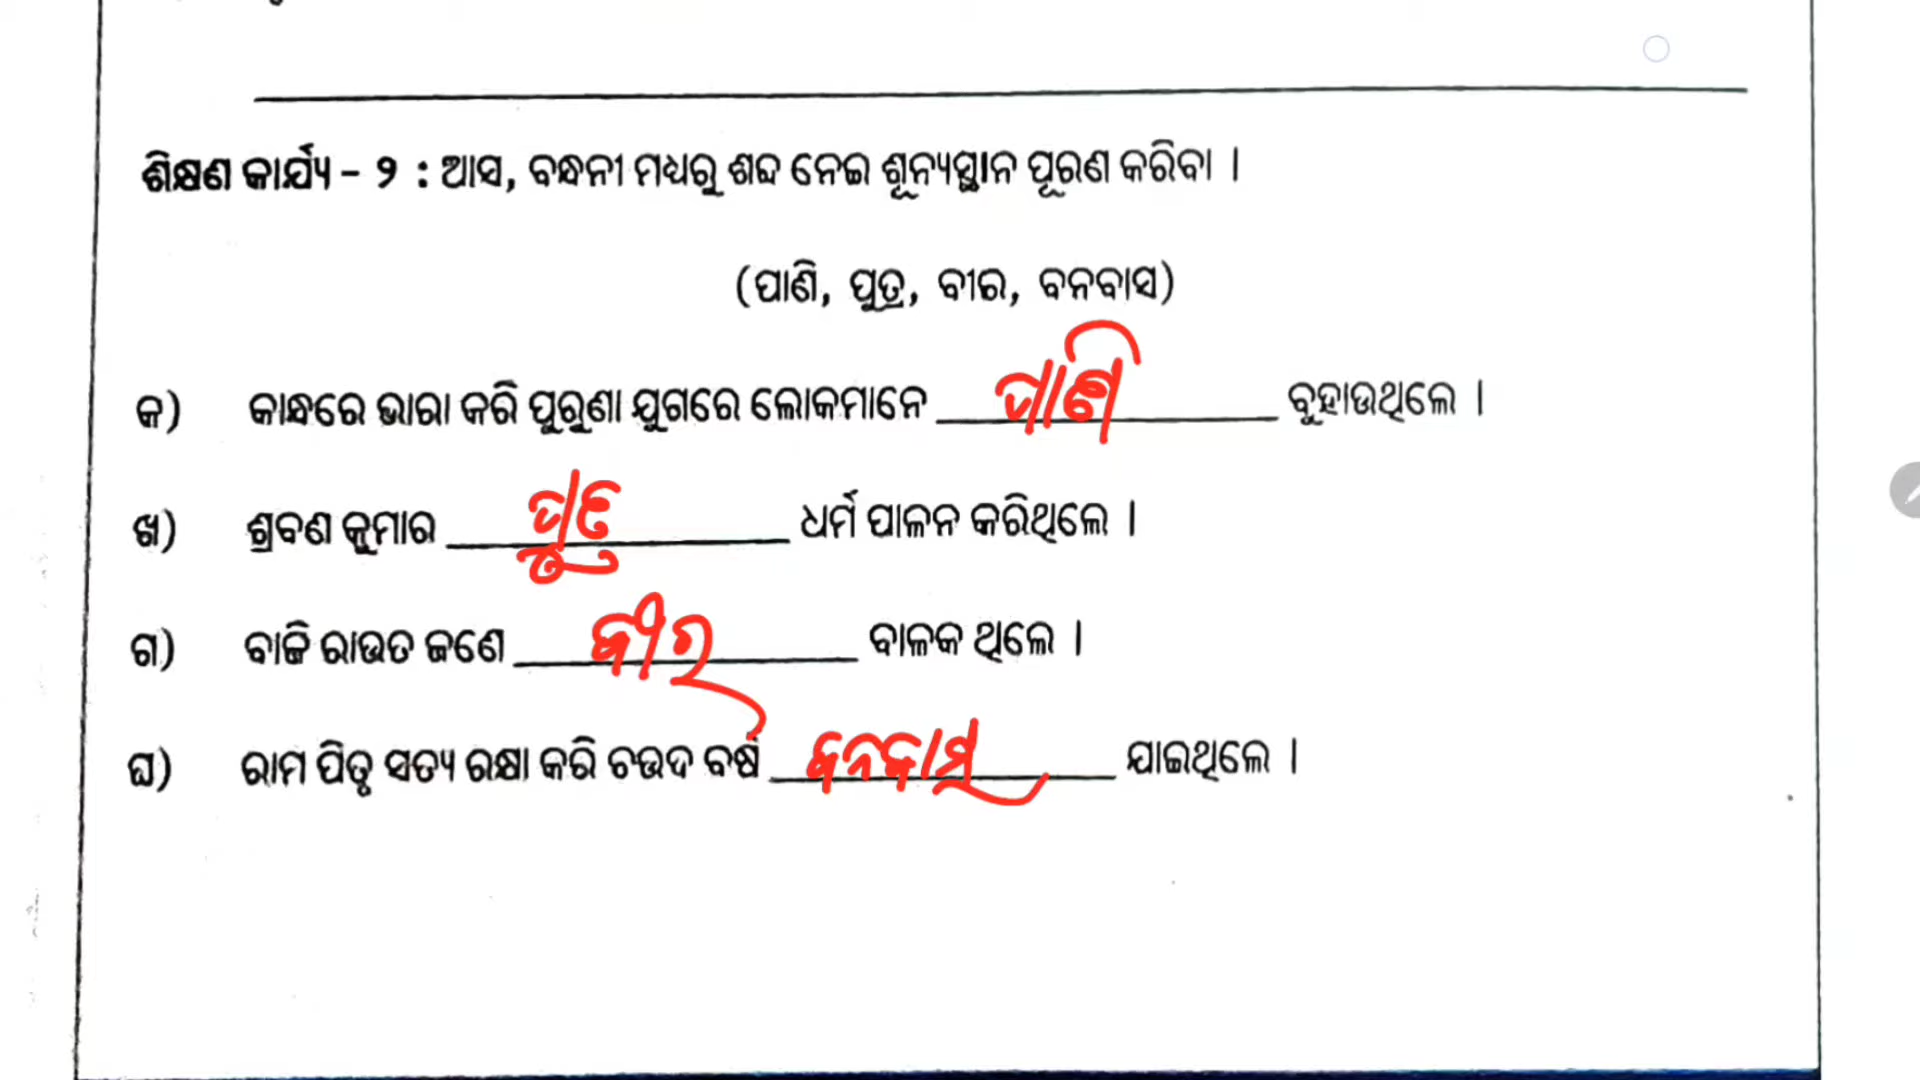 ଶିକ୍ଷଣ କାର୍ଯ୍ୟ - ୨ : ଆସ, ବନ୍ଧନୀ ମଧ୍ୟରୁ ଶବ୍ଦ ନେଇ ଶୂନ୍ୟସ୍ଥାନ ପୂରଣ କରିବା ।
(ପାଣି, ପୁତ୍ର, ବୀର, ବନବାସ)
କ) କାନ୍ଧରେ ଭାରା କରି ପୁରୁଣା ଯୁଗରେ ଲୋକମାନେ ପାଣି ବୁହାଉଥିଲେ ।
ଖ) ଶ୍ରବଣ କୁମାର ପୁତ୍ର ଧର୍ମ ପାଳନ କରିଥିଲେ ।
ଗ) ବାଜି ରାଉତ ଜଣେ ବୀର ବାଳକ ଥିଲେ ।
ଘ) ରାମ ପିତୃ ସତ୍ୟ ରକ୍ଷା କରି ଚଉଦ ବର୍ଷ ବନବାସ ଯାଇଥିଲେ ।